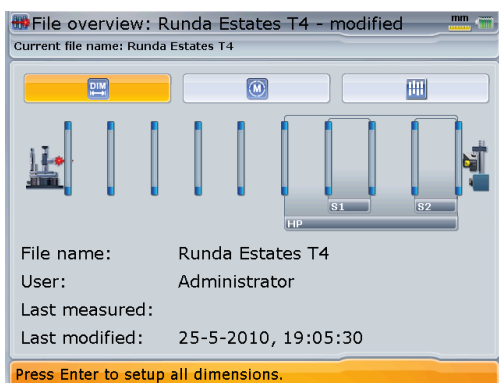 File overview: Runda Estates T4 - modified
mm
Current file name: Runda Estates T4
DIM
M
S1
S2
HP
File name: Runda Estates T4
User: Administrator
Last measured:
Last modified: 25-5-2010, 19:05:30
Press Enter to setup all dimensions.